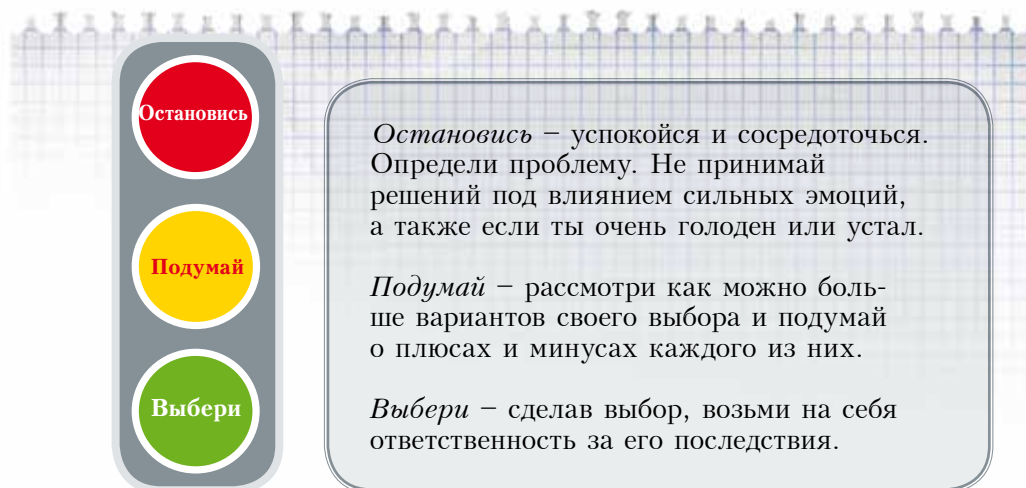 Остановись
Подумай
Выбери
Остановись – успокойся и сосредоточься.
Определи проблему. Не принимай
решений под влиянием сильных эмоций,
а также если ты очень голоден или устал.
Подумай – рассмотри как можно боль-
ше вариантов своего выбора и подумай
о плюсах и минусах каждого из них.
Выбери – сделав выбор, возьми на себя
ответственность за его последствия.